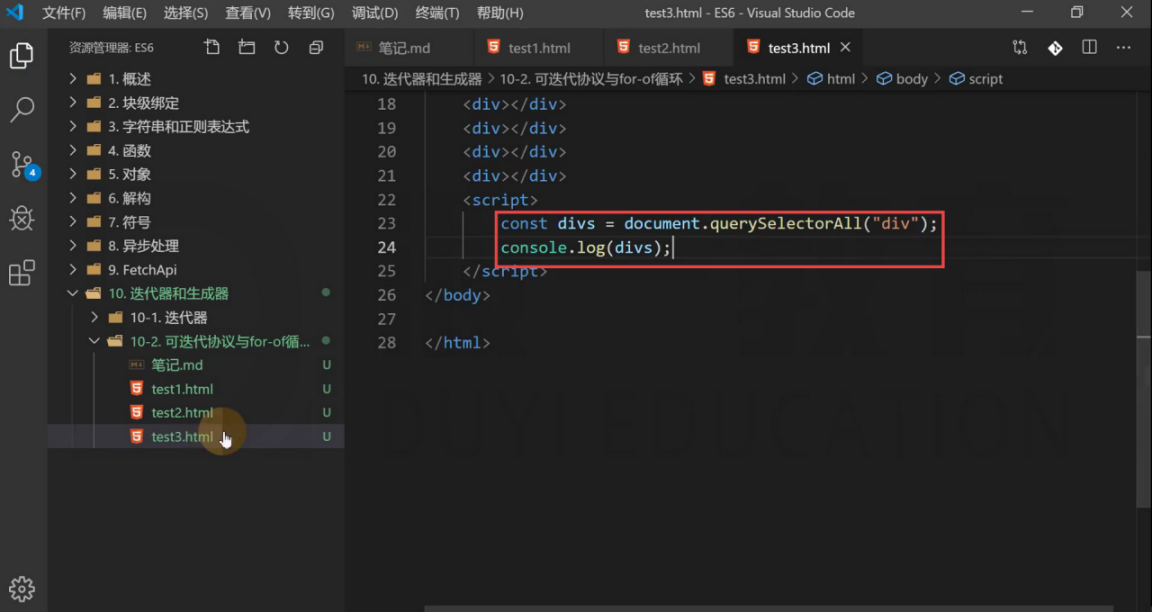 文件(F) 编辑(E) 选择(S) 查看(V) 转到(G) 调试(D) 终端(T) 帮助(H) test3.html - ES6 - Visual Studio Code
资源管理器: ES6
1. 概述
2. 块级绑定
3. 字符串和正则表达式
4. 函数
5. 对象
6. 解构
7. 符号
8. 异步处理
9. FetchApi
10. 迭代器和生成器
10-1. 迭代器
10-2. 可迭代协议与for-of循...
笔记.md U
test1.html U
test2.html U
test3.html U
4
笔记.md test1.html test2.html test3.html
10. 迭代器和生成器 > 10-2. 可迭代协议与for-of循环 > test3.html > html > body > script
18 <div></div>
19 <div></div>
20 <div></div>
21 <div></div>
22 <script>
23 const divs = document.querySelectorAll("div");
24 console.log(divs);
25 </script>
26 </body>
27
28 </html>
DUYI EDUCATION